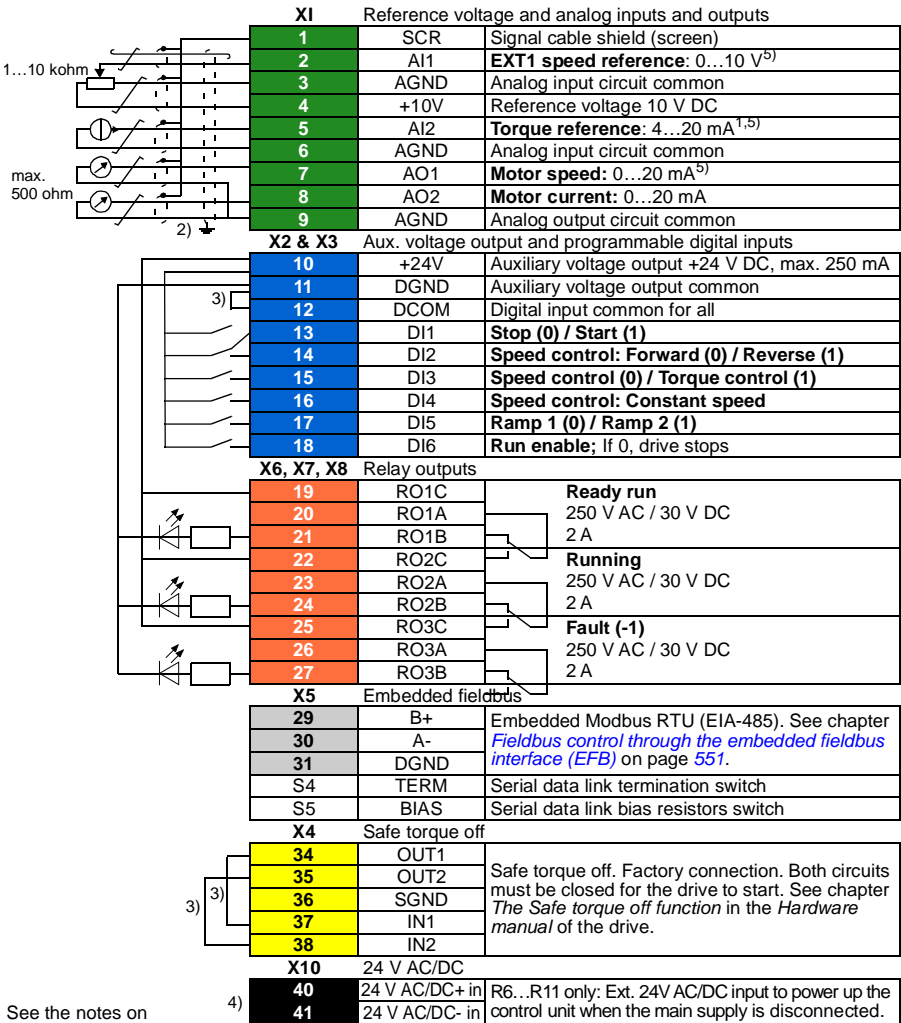 XI Reference voltage and analog inputs and outputs
1 SCR Signal cable shield (screen)
1…10 kohm 2 AI1 EXT1 speed reference: 0…10 V5)
3 AGND Analog input circuit common
4 +10V Reference voltage 10 V DC
5 AI2 Torque reference: 4…20 mA1,5)
6 AGND Analog input circuit common
max. 7 AO1 Motor speed: 0…20 mA5)
500 ohm 8 AO2 Motor current: 0…20 mA
2) 9 AGND Analog output circuit common
X2 & X3 Aux. voltage output and programmable digital inputs
10 +24V Auxiliary voltage output +24 V DC, max. 250 mA
11 DGND Auxiliary voltage output common
3) 12 DCOM Digital input common for all
13 DI1 Stop (0) / Start (1)
14 DI2 Speed control: Forward (0) / Reverse (1)
15 DI3 Speed control (0) / Torque control (1)
16 DI4 Speed control: Constant speed
17 DI5 Ramp 1 (0) / Ramp 2 (1)
18 DI6 Run enable; If 0, drive stops
X6, X7, X8 Relay outputs
19 RO1C Ready run
20 RO1A 250 V AC / 30 V DC
21 RO1B 2 A
22 RO2C Running
23 RO2A 250 V AC / 30 V DC
24 RO2B 2 A
25 RO3C Fault (-1)
26 RO3A 250 V AC / 30 V DC
27 RO3B 2 A
X5 Embedded fieldbus
29 B+ Embedded Modbus RTU (EIA-485). See chapter
30 A- Fieldbus control through the embedded fieldbus
31 DGND interface (EFB) on page 551.
S4 TERM Serial data link termination switch
S5 BIAS Serial data link bias resistors switch
X4 Safe torque off
34 OUT1 Safe torque off. Factory connection. Both circuits
35 OUT2 must be closed for the drive to start. See chapter
3) 3) 36 SGND The Safe torque off function in the Hardware
37 IN1 manual of the drive.
38 IN2
X10 24 V AC/DC
4) 40 24 V AC/DC+ in R6…R11 only: Ext. 24V AC/DC input to power up the
See the notes on 41 24 V AC/DC- in control unit when the main supply is disconnected.